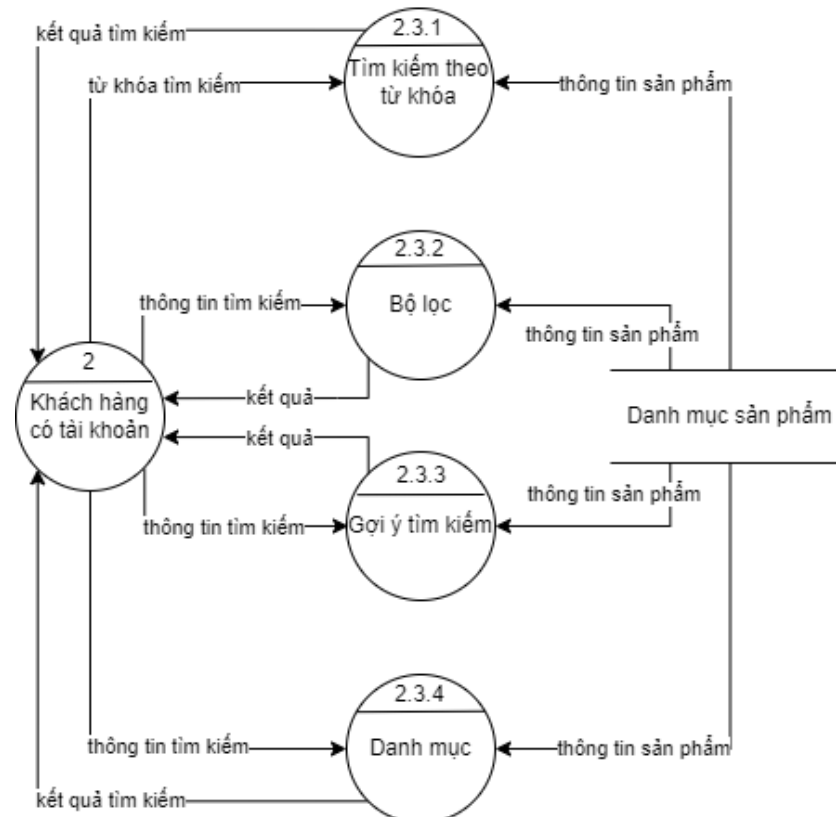 2.3.1
kết quả tìm kiếm
Tìm kiếm theo
từ khóa
từ khóa tìm kiếm
thông tin sản phẩm
2.3.2
Bộ lọc
thông tin tìm kiếm
thông tin sản phẩm
2
Khách hàng
có tài khoản
kết quả
kết quả
Danh mục sản phẩm
2.3.3
Gợi ý tìm kiếm
thông tin tìm kiếm
thông tin sản phẩm
2.3.4
Danh mục
thông tin tìm kiếm
thông tin sản phẩm
kết quả tìm kiếm